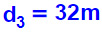 d₃ = 32m